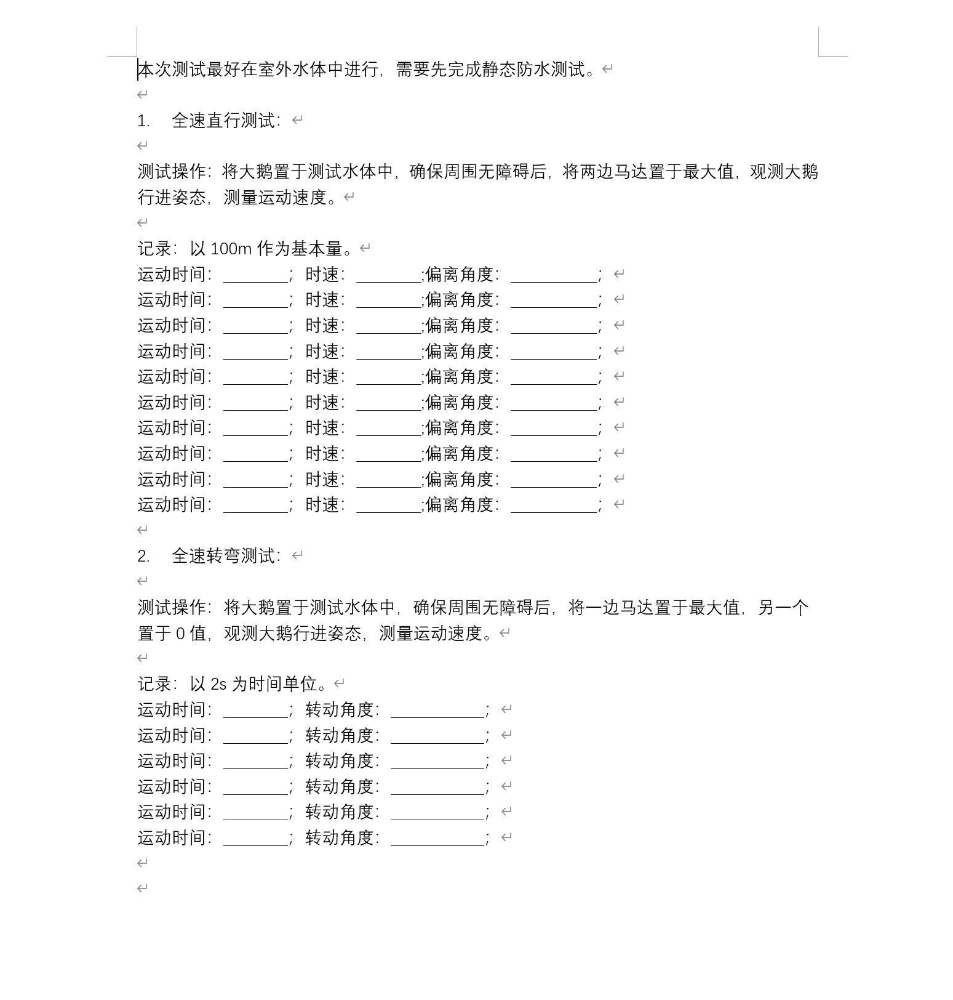 本次测试最好在室外水体中进行，需要先完成静态防水测试。
1. 全速直行测试：
测试操作：将大鹅置于测试水体中，确保周围无障碍后，将两边马达置于最大值，观测大鹅
行进姿态，测量运动速度。
记录：以 100m 作为基本量。
运动时间：________；时速：________;偏离角度：__________；
运动时间：________；时速：________;偏离角度：__________；
运动时间：________；时速：________;偏离角度：__________；
运动时间：________；时速：________;偏离角度：__________；
运动时间：________；时速：________;偏离角度：__________；
运动时间：________；时速：________;偏离角度：__________；
运动时间：________；时速：________;偏离角度：__________；
运动时间：________；时速：________;偏离角度：__________；
运动时间：________；时速：________;偏离角度：__________；
运动时间：________；时速：________;偏离角度：__________；
2. 全速转弯测试：
测试操作：将大鹅置于测试水体中，确保周围无障碍后，将一边马达置于最大值，另一个
置于 0 值，观测大鹅行进姿态，测量运动速度。
记录：以 2s 为时间单位。
运动时间：________；转动角度：___________；
运动时间：________；转动角度：___________；
运动时间：________；转动角度：___________；
运动时间：________；转动角度：___________；
运动时间：________；转动角度：___________；
运动时间：________；转动角度：___________；